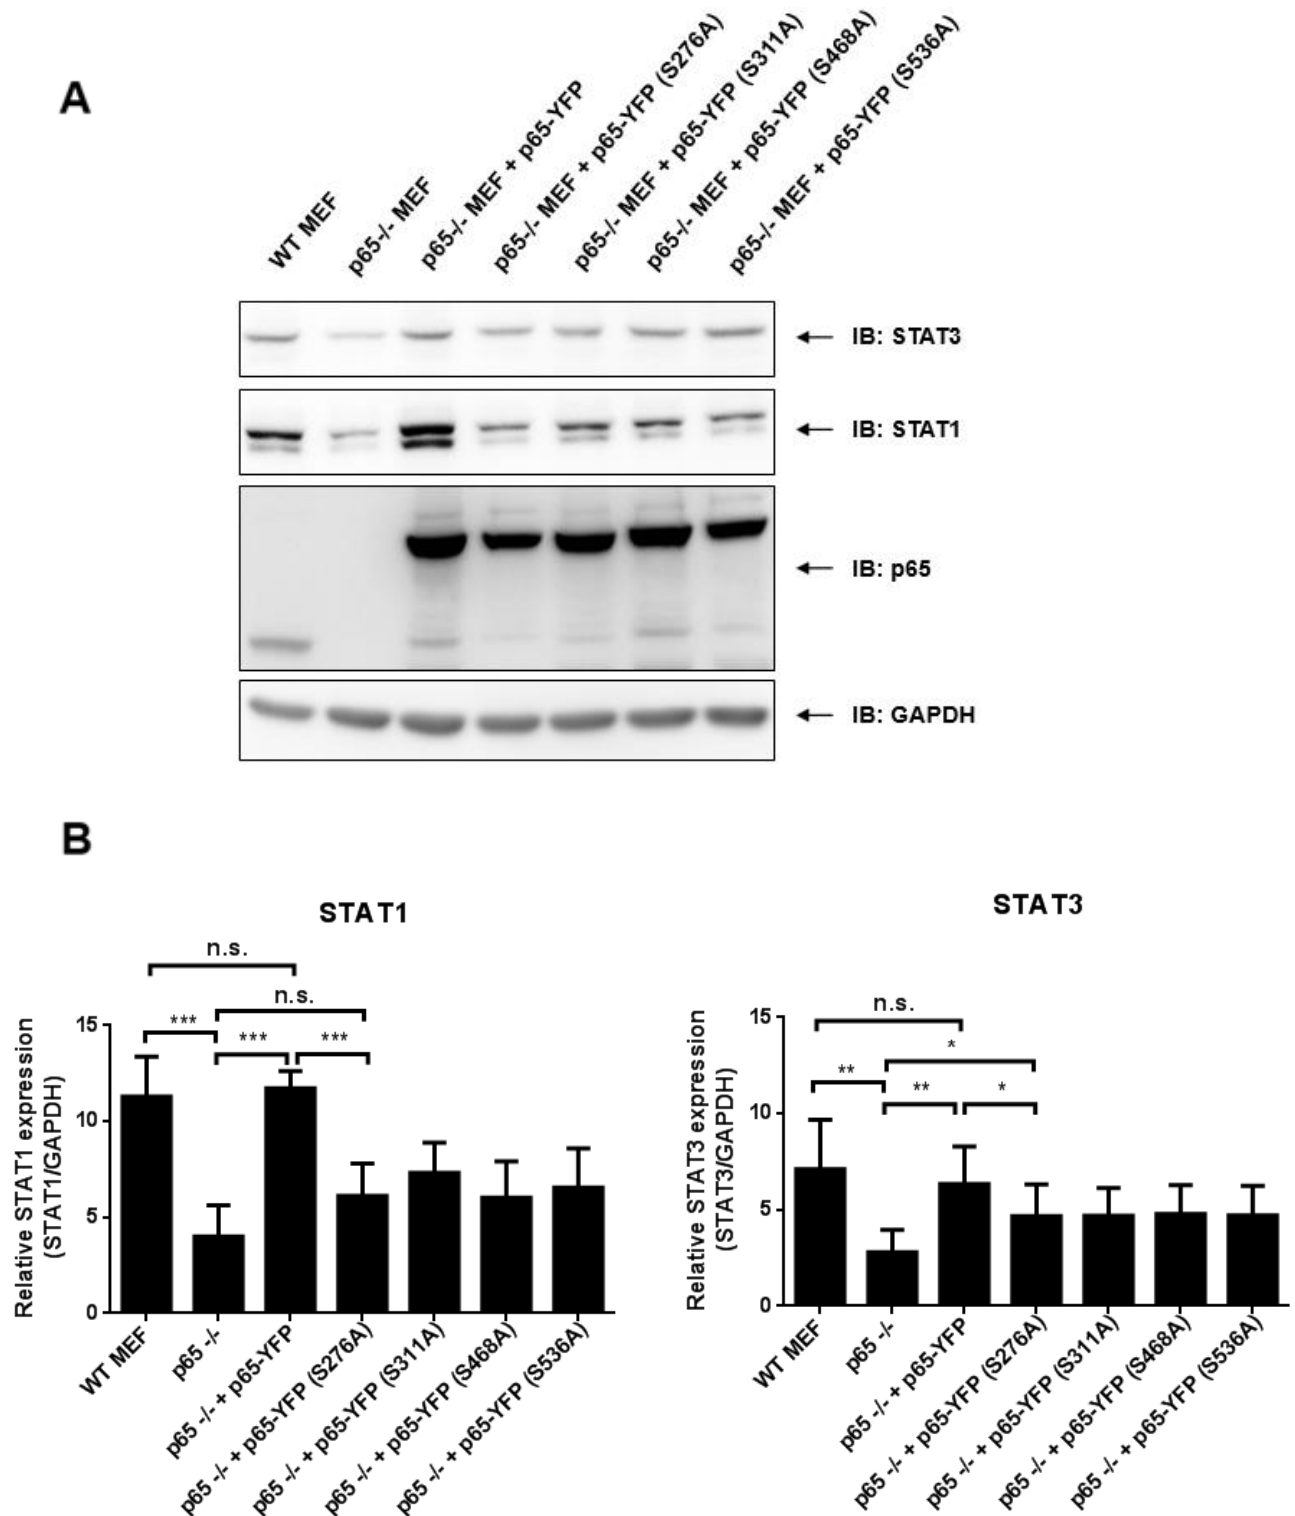 A
WT MEF
p65-/- MEF
p65-/- MEF + p65-YFP
p65-/- MEF + p65-YFP (S276A)
p65-/- MEF + p65-YFP (S311A)
p65-/- MEF + p65-YFP (S468A)
p65-/- MEF + p65-YFP (S536A)
IB: STAT3
IB: STAT1
IB: p65
IB: GAPDH
B
STAT1
n.s.
n.s.
***
***
***
Relative STAT1 expression
(STAT1/GAPDH)
15
10
5
0
WT MEF
p65 -/-
p65 -/- + p65-YFP
p65 -/- + p65-YFP (S276A)
p65 -/- + p65-YFP (S311A)
p65 -/- + p65-YFP (S468A)
p65 -/- + p65-YFP (S536A)
STAT3
n.s.
*
**
**
*
Relative STAT3 expression
(STAT3/GAPDH)
15
10
5
0
WT MEF
p65 -/-
p65 -/- + p65-YFP
p65 -/- + p65-YFP (S276A)
p65 -/- + p65-YFP (S311A)
p65 -/- + p65-YFP (S468A)
p65 -/- + p65-YFP (S536A)